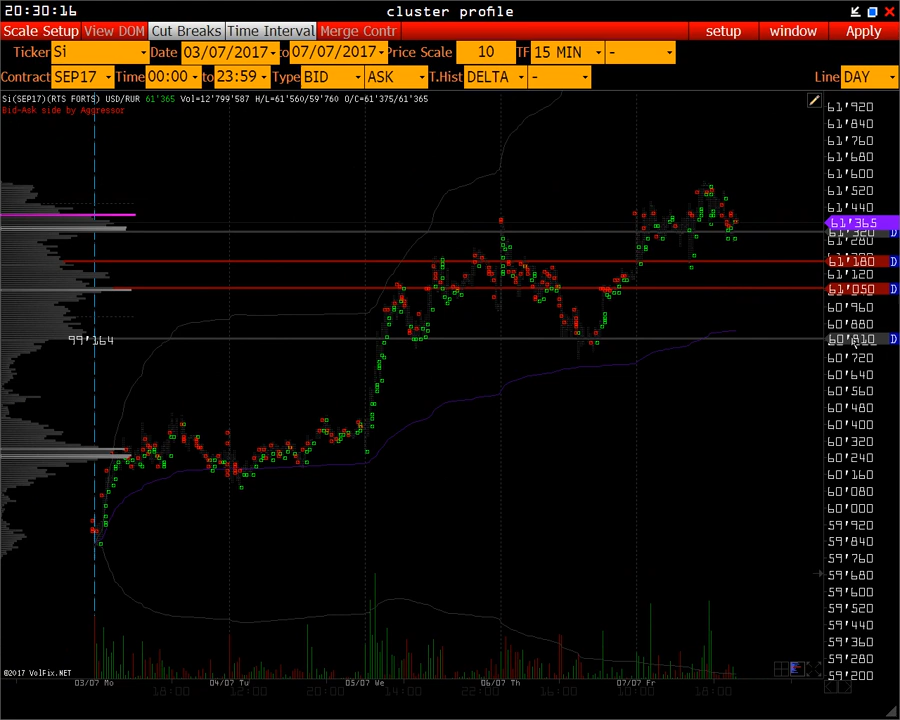 20:30:16 cluster profile
Scale Setup View DOM Cut Breaks Time Interval Merge Contr setup window Apply
Ticker Si Date 03/07/2017 to 07/07/2017 Price Scale 10 TF 15 MIN -
Contract SEP17 Time 00:00 to 23:59 Type BID ASK T.Hist DELTA - Line DAY
Si(SEP17)(RTS FORTS) USD/RUR 61'365 Vol=12'799'587 H/L=61'560/59'760 O/C=61'375/61'365
Bid-Ask side by Aggressor
61'920
61'840
61'760
61'680
61'600
61'520
61'440
61'365
61'320 D
61'280
61'180 D
61'120
61'050 D
60'960
60'880
99'164
60'810 D
60'720
60'640
60'560
60'480
60'400
60'320
60'240
60'160
60'080
60'000
59'920
59'840
59'760
59'680
59'600
59'520
59'440
59'360
59'280
59'200
©2017 VolFix.NET
03/07 Mo 04/07 Tu 05/07 We 06/07 Th 07/07 Fr
18:00 12:00 20:00 14:00 22:00 16:00 10:00 18:00